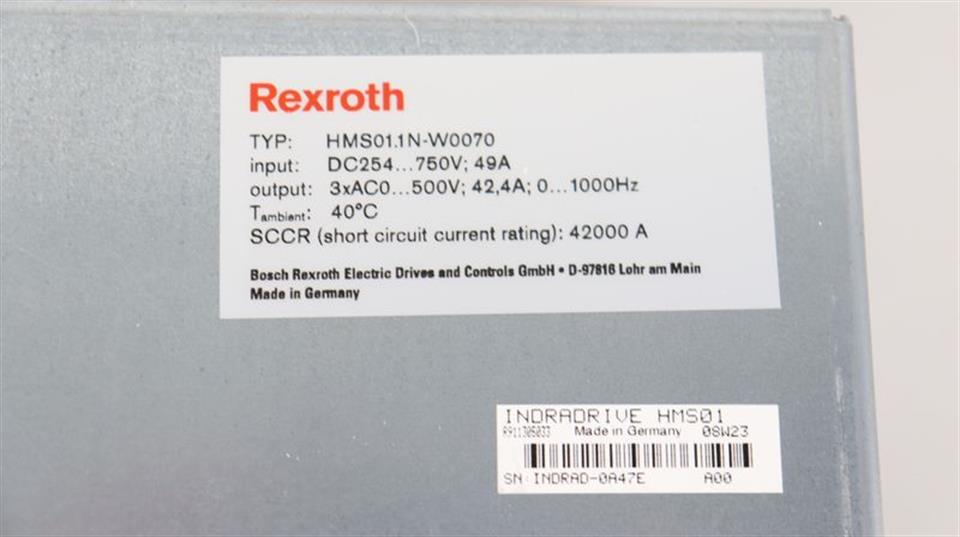 Rexroth
TYP: HMS01.1N-W0070
input: DC254...750V; 49A
output: 3xAC0...500V; 42,4A; 0...1000Hz
Tambient: 40°C
SCCR (short circuit current rating): 42000 A
Bosch Rexroth Electric Drives and Controls GmbH • D-97816 Lohr am Main
Made in Germany
INDRADRIVE HMS01
R911305033 Made in Germany 08W23
SN: INDRAD-0A47E A00